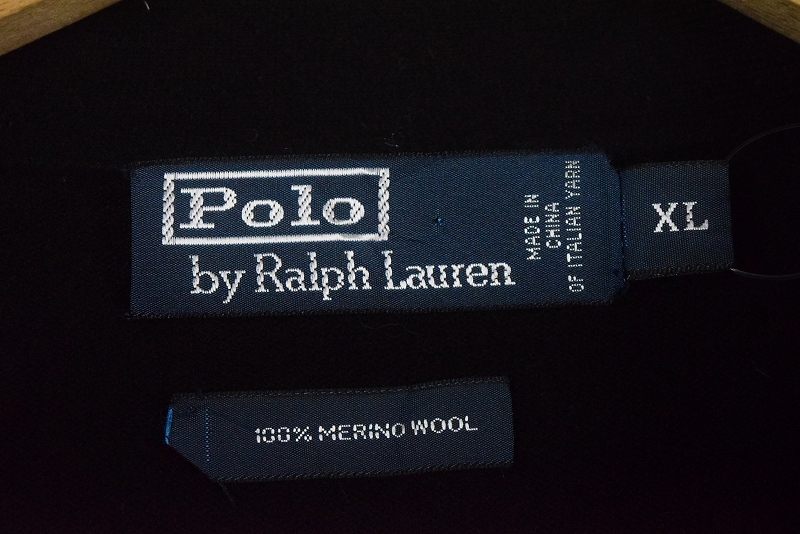 Polo
by Ralph Lauren
MADE IN
CHINA
OF ITALIAN YARN
XL
100% MERINO WOOL